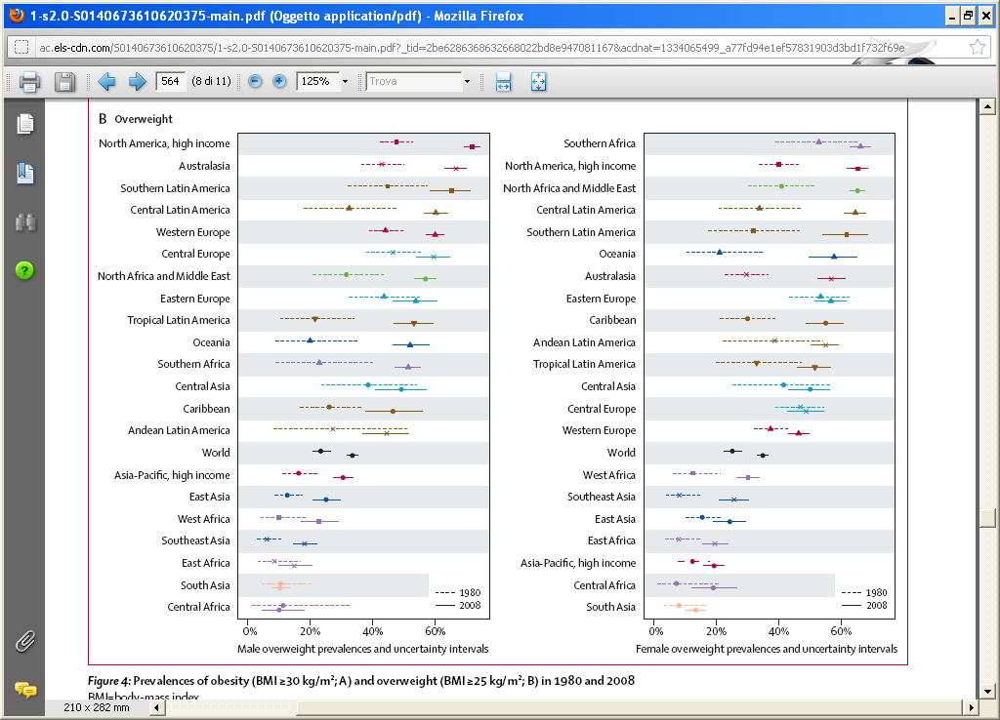 1-s2.0-S0140673610620375-main.pdf (Oggetto application/pdf) - Mozilla Firefox
ac.els-cdn.com/S0140673610620375/1-s2.0-S0140673610620375-main.pdf?_tid=2be6286368632668022bd8e947081167&acdnat=1334065499_a77fd94e1ef57831903d3bd1f732f69e
564 (8 di 11) 125% Trova
B Overweight
North America, high income
Australasia
Southern Latin America
Central Latin America
Western Europe
Central Europe
North Africa and Middle East
Eastern Europe
Tropical Latin America
Oceania
Southern Africa
Central Asia
Caribbean
Andean Latin America
World
Asia-Pacific, high income
East Asia
West Africa
Southeast Asia
East Africa
South Asia
Central Africa
1980
2008
0% 20% 40% 60%
Male overweight prevalences and uncertainty intervals
Southern Africa
North America, high income
North Africa and Middle East
Central Latin America
Southern Latin America
Oceania
Australasia
Eastern Europe
Caribbean
Andean Latin America
Tropical Latin America
Central Asia
Central Europe
Western Europe
World
West Africa
Southeast Asia
East Asia
East Africa
Asia-Pacific, high income
Central Africa
South Asia
1980
2008
0% 20% 40% 60%
Female overweight prevalences and uncertainty intervals
Figure 4: Prevalences of obesity (BMI ≥30 kg/m²; A) and overweight (BMI ≥25 kg/m²; B) in 1980 and 2008
BMI=body-mass index
210 x 282 mm